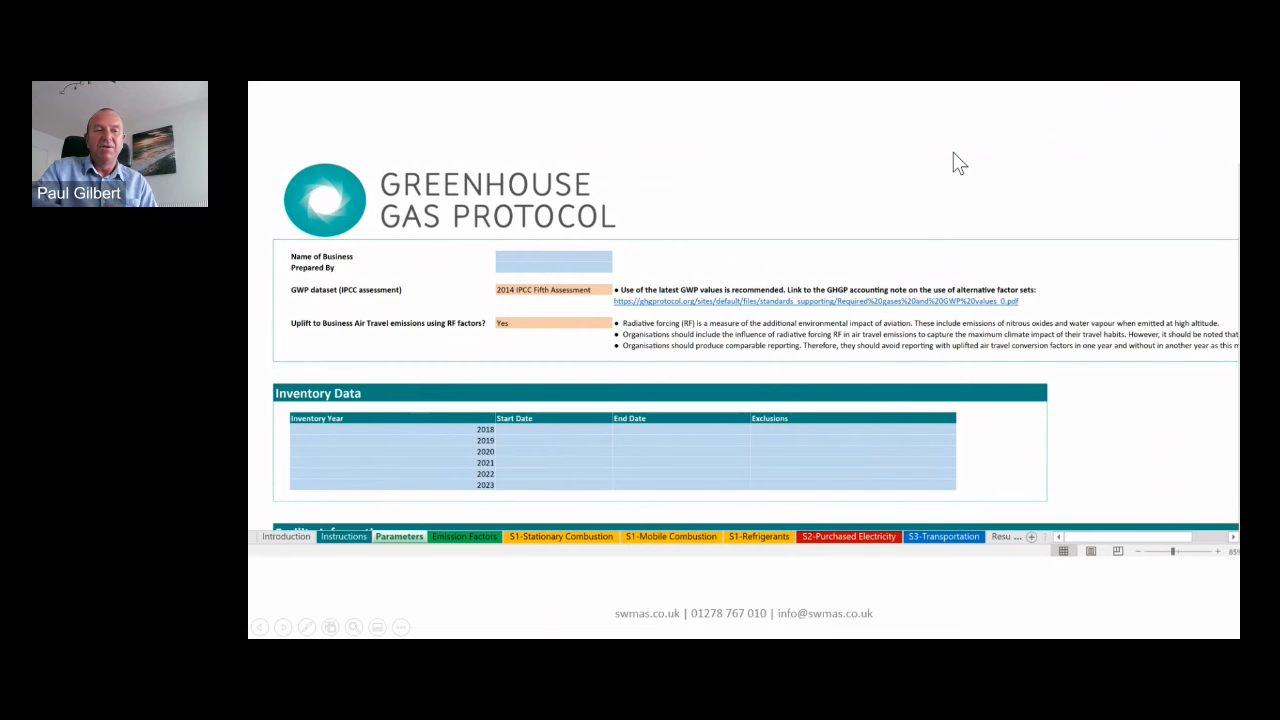 Paul Gilbert
GREENHOUSE
GAS PROTOCOL
Name of Business
Prepared By
GWP dataset (IPCC assessment)
2014 IPCC Fifth Assessment
● Use of the latest GWP values is recommended. Link to the GHGP accounting note on the use of alternative factor sets:
https://ghgprotocol.org/sites/default/files/standards_supporting/Required%20gases%20and%20GWP%20values_0.pdf
Uplift to Business Air Travel emissions using RF factors?
Yes
● Radiative forcing (RF) is a measure of the additional environmental impact of aviation. These include emissions of nitrous oxides and water vapour when emitted at high altitude.
● Organisations should include the influence of radiative forcing RF in air travel emissions to capture the maximum climate impact of their travel habits. However, it should be noted that
● Organisations should produce comparable reporting. Therefore, they should avoid reporting with uplifted air travel conversion factors in one year and without in another year as this m
Inventory Data
Inventory Year Start Date End Date Exclusions
2018
2019
2020
2021
2022
2023
Introduction Instructions Parameters Emission Factors S1-Stationary Combustion S1-Mobile Combustion S1-Refrigerants S2-Purchased Electricity S3-Transportation Resu ...
85%
swmas.co.uk | 01278 767 010 | info@swmas.co.uk